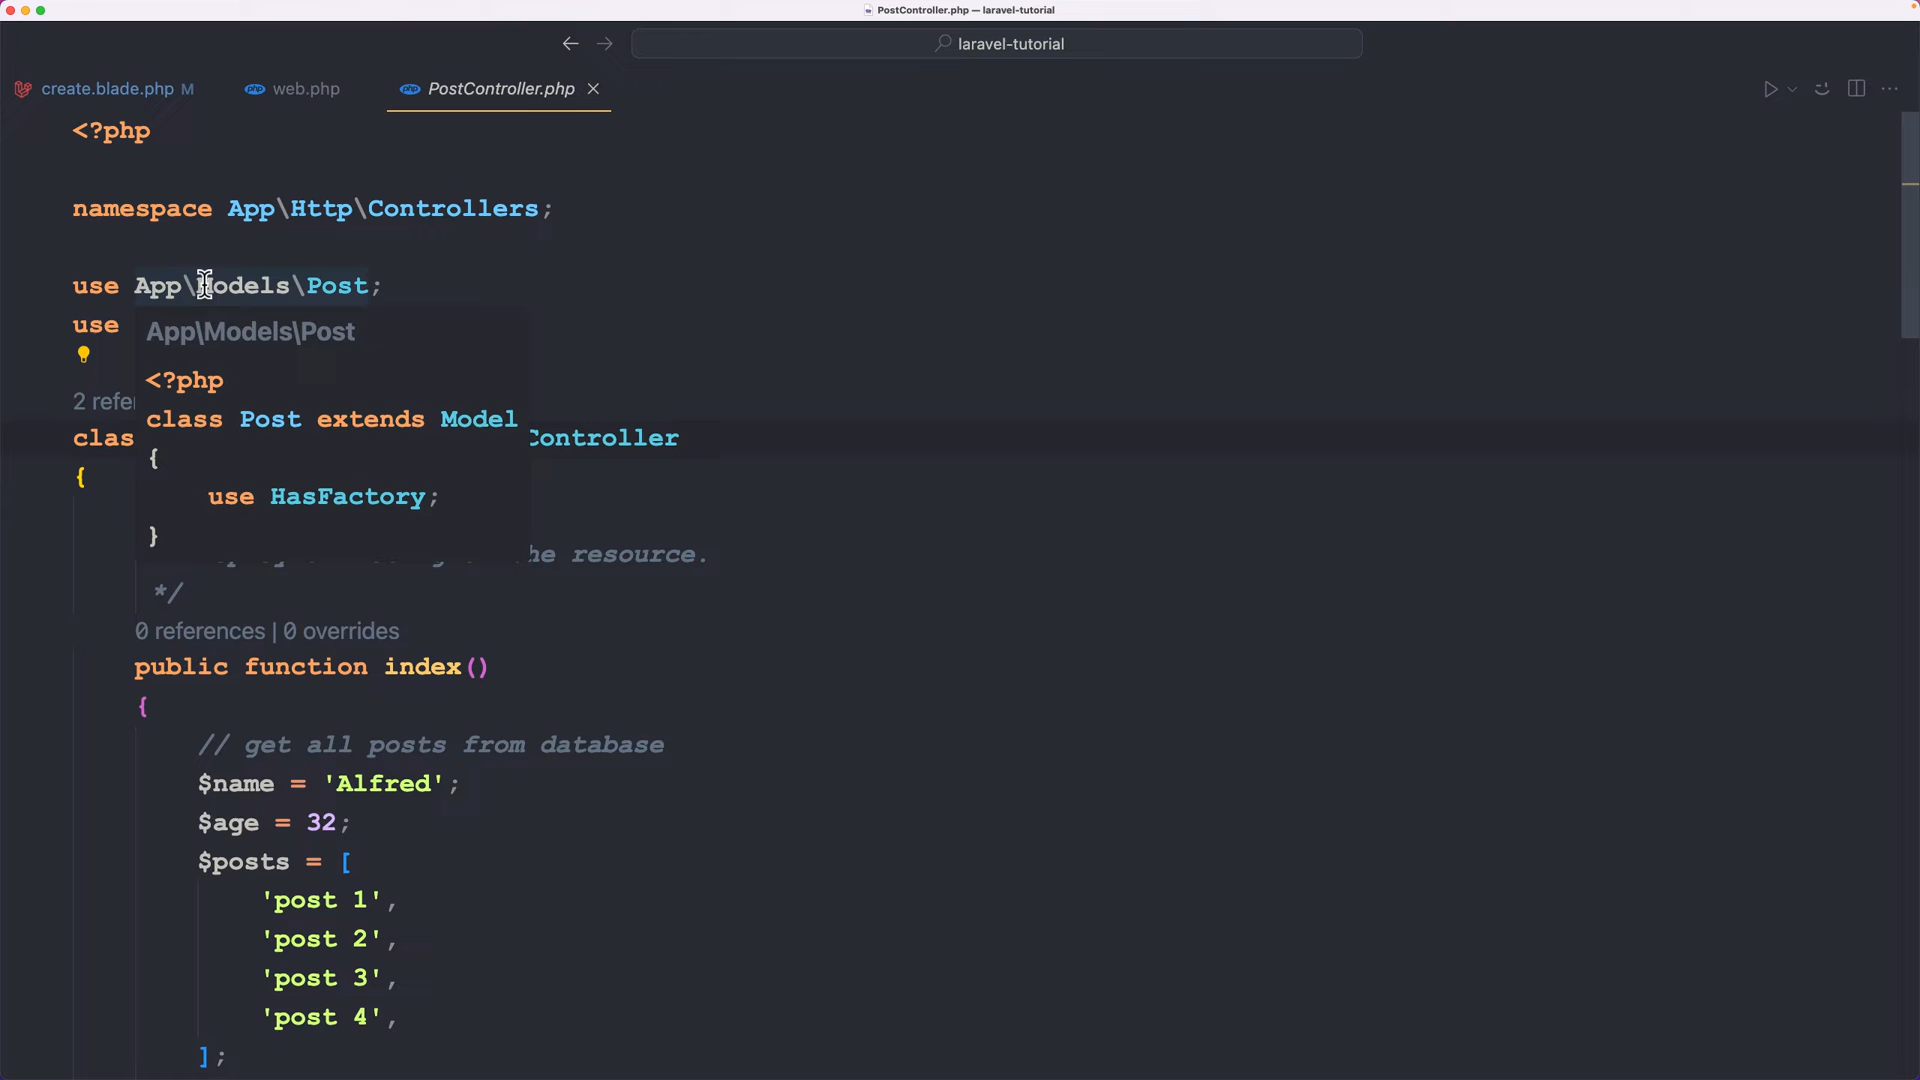 PostController.php — laravel-tutorial
laravel-tutorial
create.blade.php M
php web.php
php PostController.php
<?php
namespace App\Http\Controllers;
use App\Models\Post;
use
App\Models\Post
<?php
2 refe
class Post extends Model
clas
Controller
{
{
use HasFactory;
}
he resource.
*/
0 references | 0 overrides
public function index()
{
// get all posts from database
$name = 'Alfred';
$age = 32;
$posts = [
'post 1',
'post 2',
'post 3',
'post 4',
];